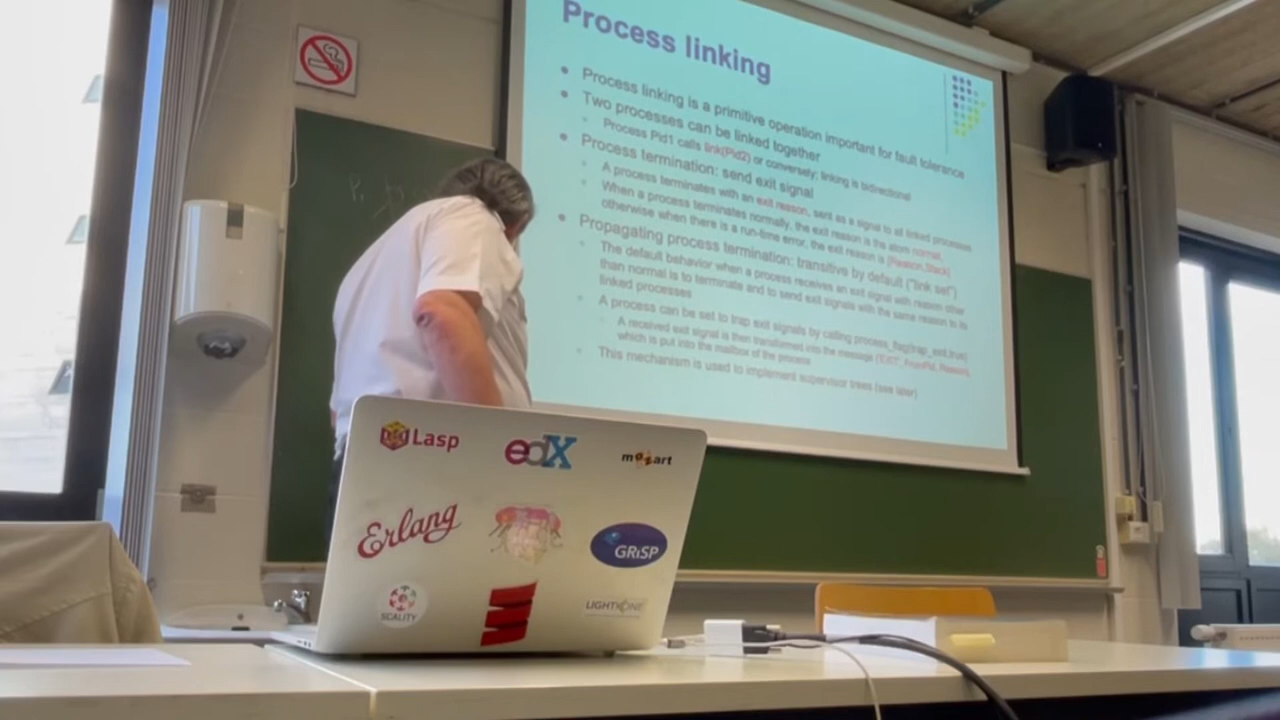 Process linking
Process linking is a primitive operation important for fault tolerance
Two processes can be linked together
Process Pid1 calls link(Pid2) or conversely: linking is bidirectional
Process termination: send exit signal
A process terminates with an exit reason, sent as a signal to all linked processes
When a process terminates normally, the exit reason is the atom normal,
otherwise when there is a run-time error, the exit reason is {Reason,Stack}
Propagating process termination: transitive by default ("link set")
The default behavior when a process receives an exit signal with reason other
than normal is to terminate and to send exit signals with the same reason to its
linked processes
A process can be set to trap exit signals by calling process_flag(trap_exit,true)
A received exit signal is then transformed into the message {'EXIT', FromPid, Reason},
which is put into the mailbox of the process
This mechanism is used to implement supervisor trees (see later)
Lasp
edX
mozart
Erlang
GRiSP
SCALITY
LIGHTKONE